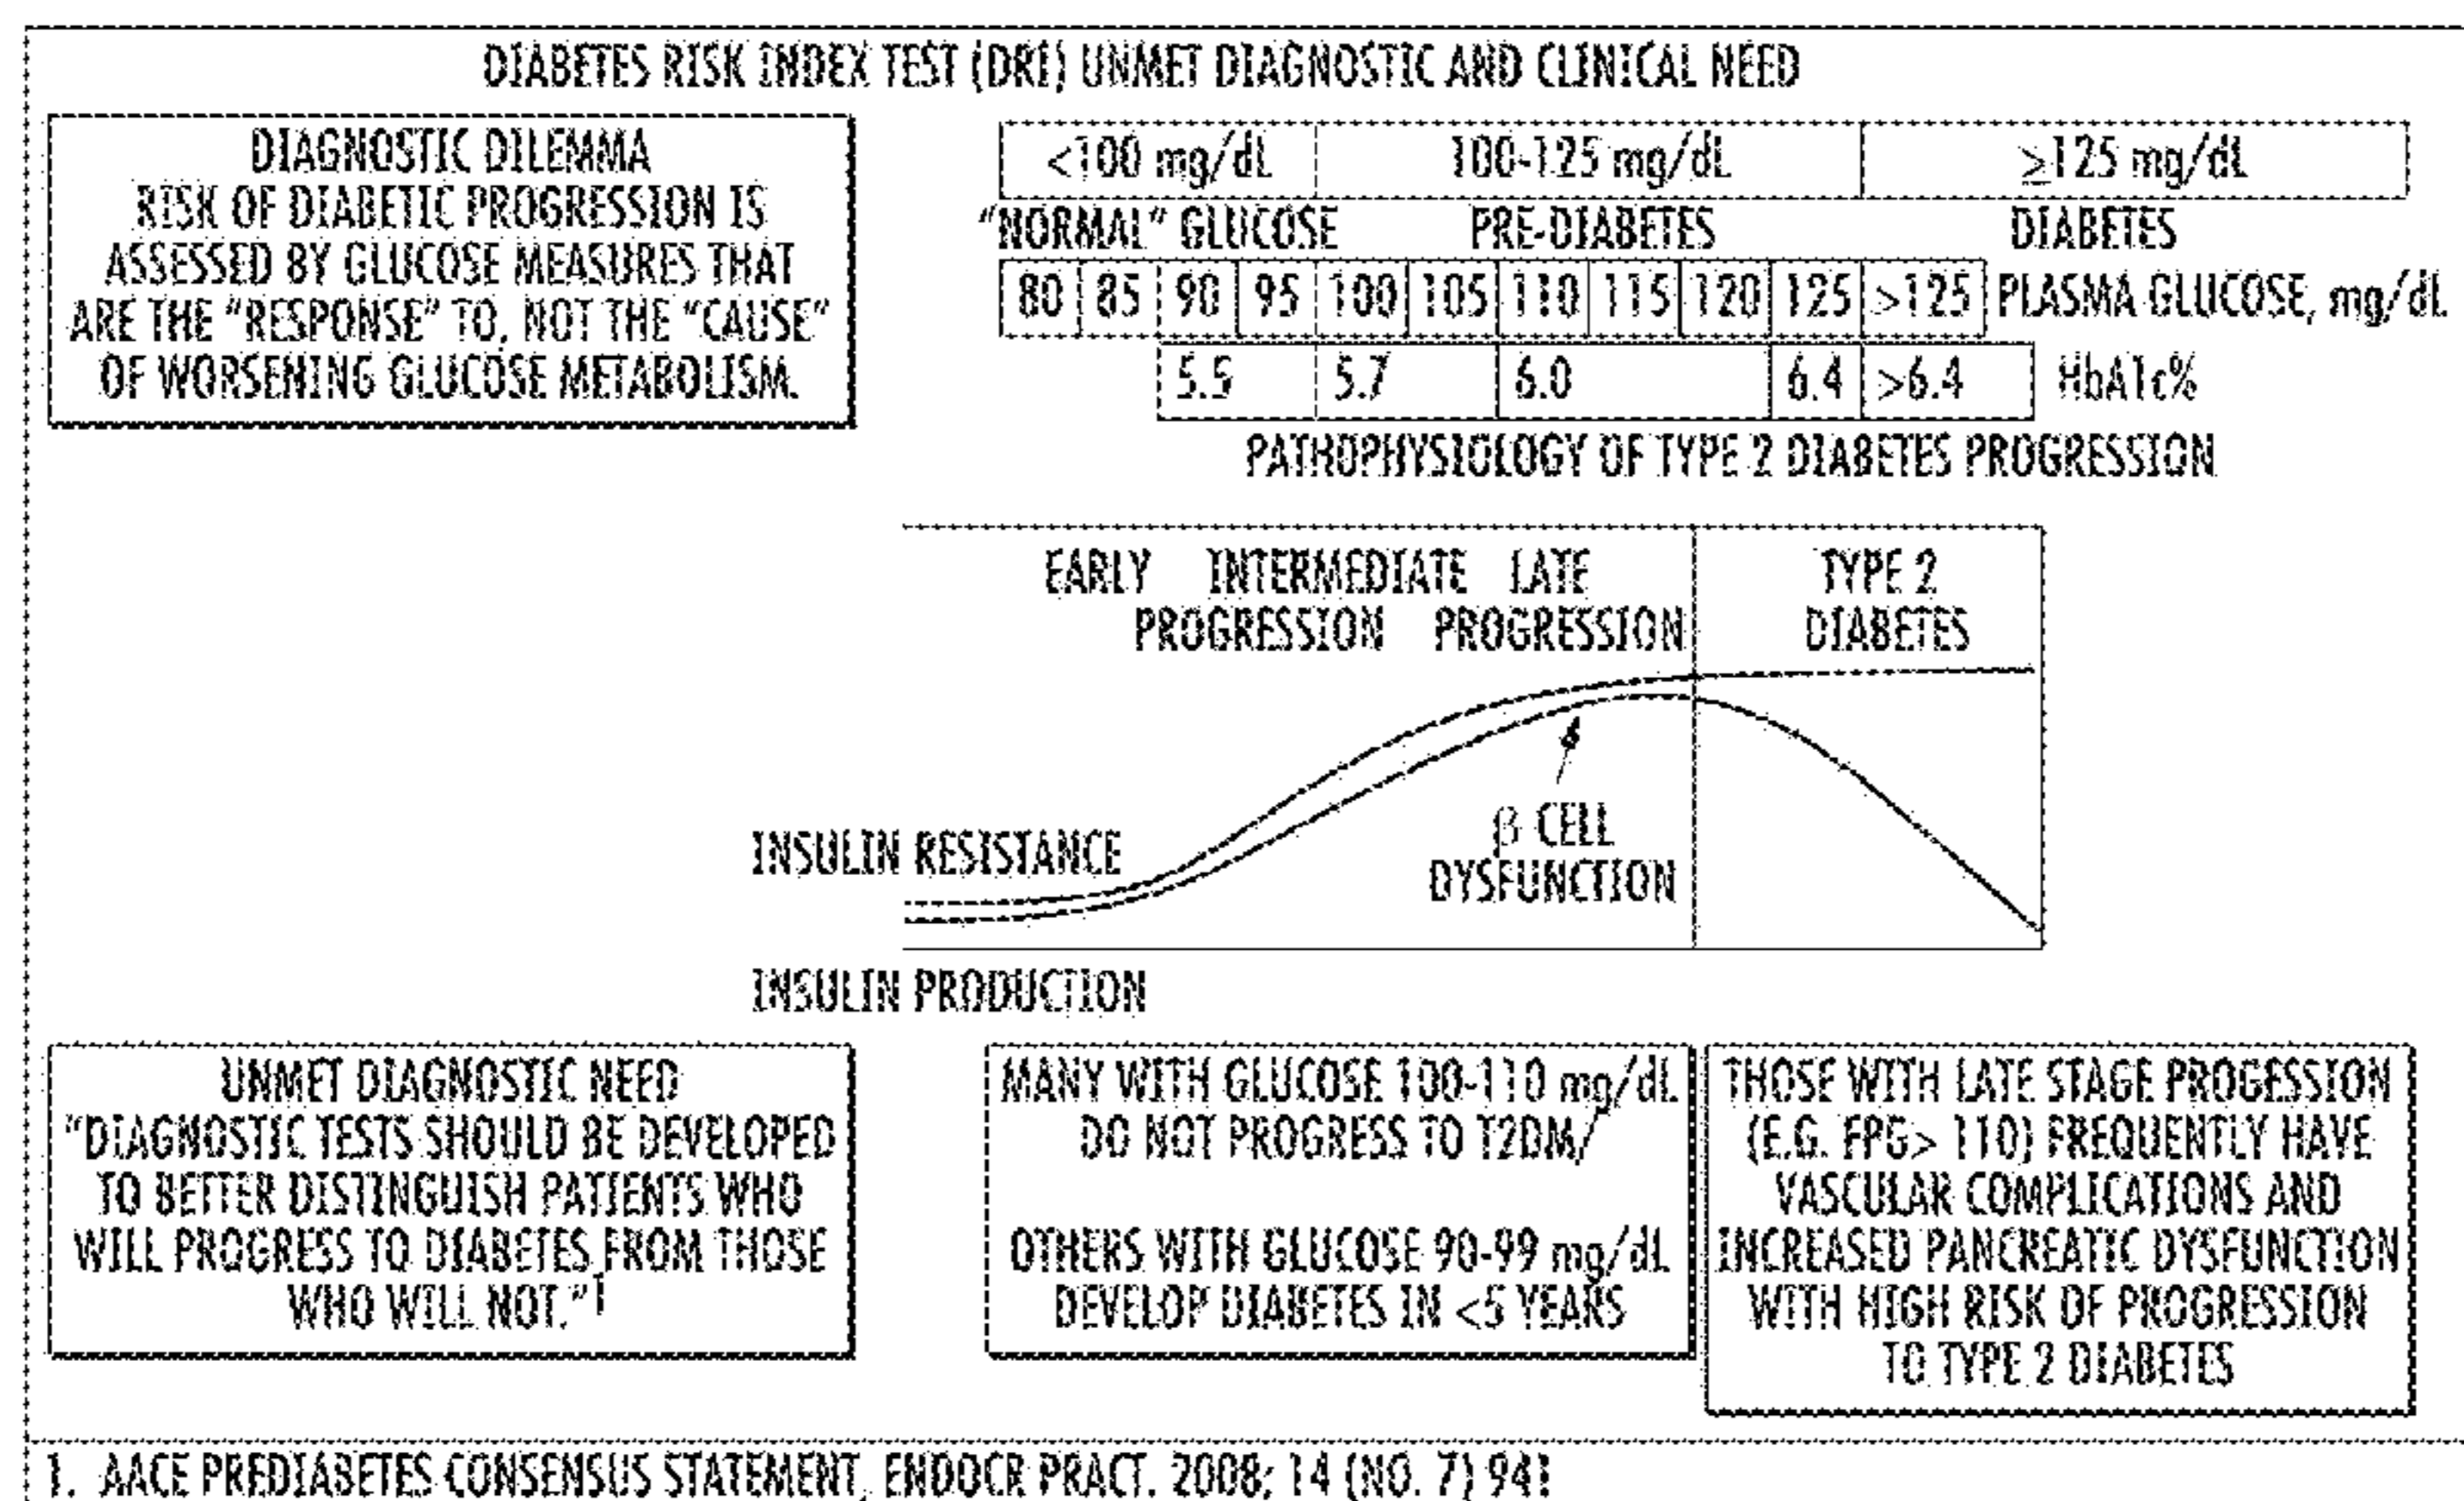 DIABETES RISK INDEX TEST (DRI) UNMET DIAGNOSTIC AND CLINICAL NEED
DIAGNOSTIC DILEMMA
RISK OF DIABETIC PROGRESSION IS
ASSESSED BY GLUCOSE MEASURES THAT
ARE THE "RESPONSE" TO, NOT THE "CAUSE"
OF WORSENING GLUCOSE METABOLISM.
<100 mg/dL 100-125 mg/dL ≥125 mg/dL
"NORMAL" GLUCOSE PRE-DIABETES DIABETES
80 85 90 95 100 105 110 115 120 125 >125 PLASMA GLUCOSE, mg/dL
5.5 5.7 6.0 6.4 >6.4 HbA1c%
PATHOPHYSIOLOGY OF TYPE 2 DIABETES PROGRESSION
EARLY INTERMEDIATE LATE
PROGRESSION PROGRESSION
TYPE 2
DIABETES
β CELL
DYSFUNCTION
INSULIN RESISTANCE
INSULIN PRODUCTION
UNMET DIAGNOSTIC NEED
"DIAGNOSTIC TESTS SHOULD BE DEVELOPED
TO BETTER DISTINGUISH PATIENTS WHO
WILL PROGRESS TO DIABETES FROM THOSE
WHO WILL NOT."1
MANY WITH GLUCOSE 100-110 mg/dL
DO NOT PROGRESS TO T2DM/
OTHERS WITH GLUCOSE 90-99 mg/dL
DEVELOP DIABETES IN <5 YEARS
THOSE WITH LATE STAGE PROGESSION
(E.G. FPG> 110) FREQUENTLY HAVE
VASCULAR COMPLICATIONS AND
INCREASED PANCREATIC DYSFUNCTION
WITH HIGH RISK OF PROGRESSION
TO TYPE 2 DIABETES
1. AACE PREDIABETES CONSENSUS STATEMENT, ENDOCR PRACT. 2008; 14 (NO. 7) 941